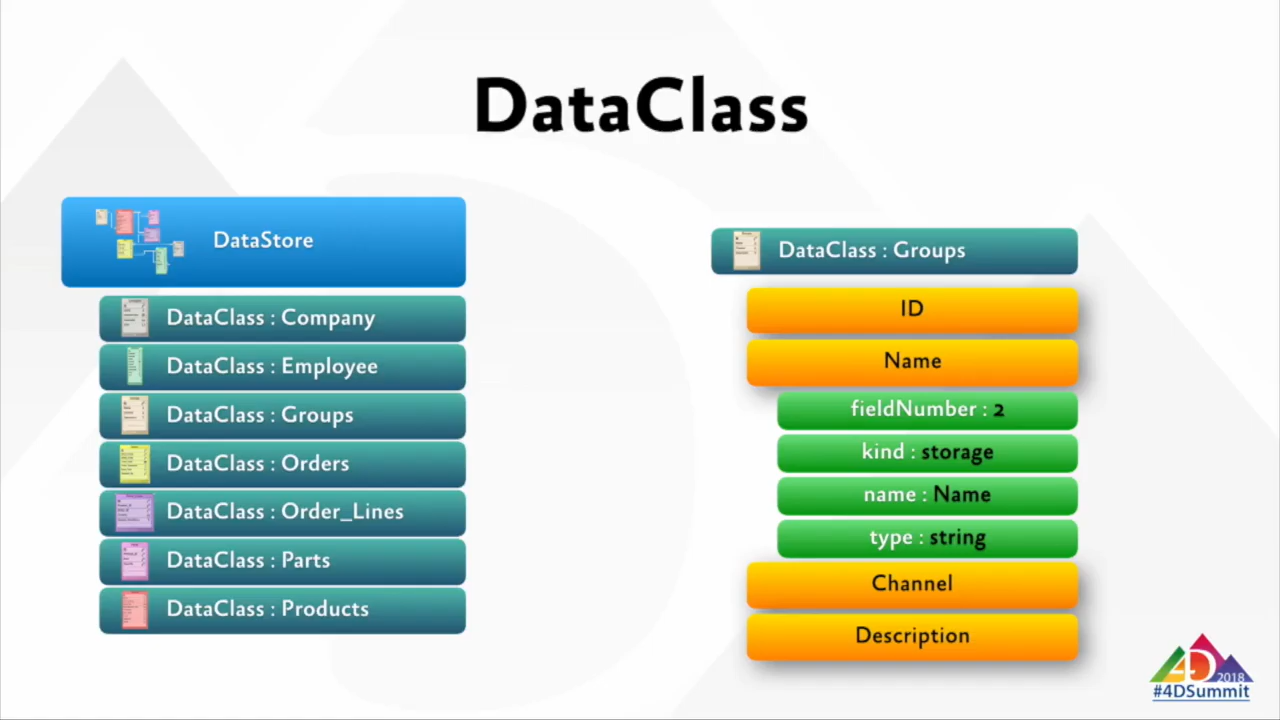 DataClass
DataStore
DataClass : Company
DataClass : Employee
DataClass : Groups
DataClass : Orders
DataClass : Order_Lines
DataClass : Parts
DataClass : Products
DataClass : Groups
ID
Name
fieldNumber : 2
kind : storage
name : Name
type : string
Channel
Description
4D 2018
#4DSummit